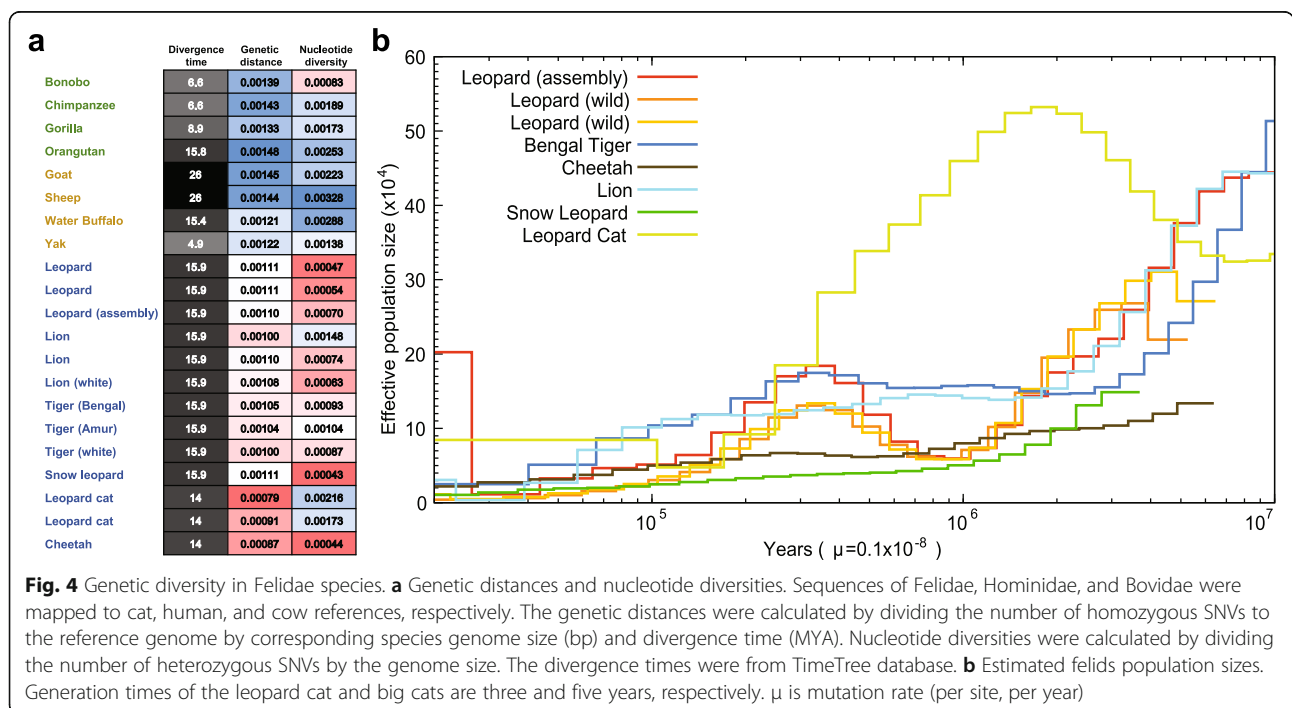 a
Divergence time Genetic distance Nucleotide diversity
Bonobo 6.6 0.00139 0.00083
Chimpanzee 6.6 0.00143 0.00189
Gorilla 8.9 0.00133 0.00173
Orangutan 15.8 0.00148 0.00253
Goat 26 0.00145 0.00223
Sheep 26 0.00144 0.00328
Water Buffalo 15.4 0.00121 0.00288
Yak 4.9 0.00122 0.00138
Leopard 15.9 0.00111 0.00047
Leopard 15.9 0.00111 0.00054
Leopard (assembly) 15.9 0.00110 0.00070
Lion 15.9 0.00100 0.00148
Lion 15.9 0.00110 0.00074
Lion (white) 15.9 0.00108 0.00063
Tiger (Bengal) 15.9 0.00105 0.00093
Tiger (Amur) 15.9 0.00104 0.00104
Tiger (white) 15.9 0.00100 0.00087
Snow leopard 15.9 0.00111 0.00043
Leopard cat 14 0.00079 0.00216
Leopard cat 14 0.00091 0.00173
Cheetah 14 0.00087 0.00044
b
Effective population size (x10⁴)
60
50
40
30
20
10
0
Leopard (assembly)
Leopard (wild)
Leopard (wild)
Bengal Tiger
Cheetah
Lion
Snow Leopard
Leopard Cat
10⁵ 10⁶ 10⁷
Years ( μ=0.1x10⁻⁸ )
Fig. 4 Genetic diversity in Felidae species. a Genetic distances and nucleotide diversities. Sequences of Felidae, Hominidae, and Bovidae were
mapped to cat, human, and cow references, respectively. The genetic distances were calculated by dividing the number of homozygous SNVs to
the reference genome by corresponding species genome size (bp) and divergence time (MYA). Nucleotide diversities were calculated by dividing
the number of heterozygous SNVs by the genome size. The divergence times were from TimeTree database. b Estimated felids population sizes.
Generation times of the leopard cat and big cats are three and five years, respectively. μ is mutation rate (per site, per year)